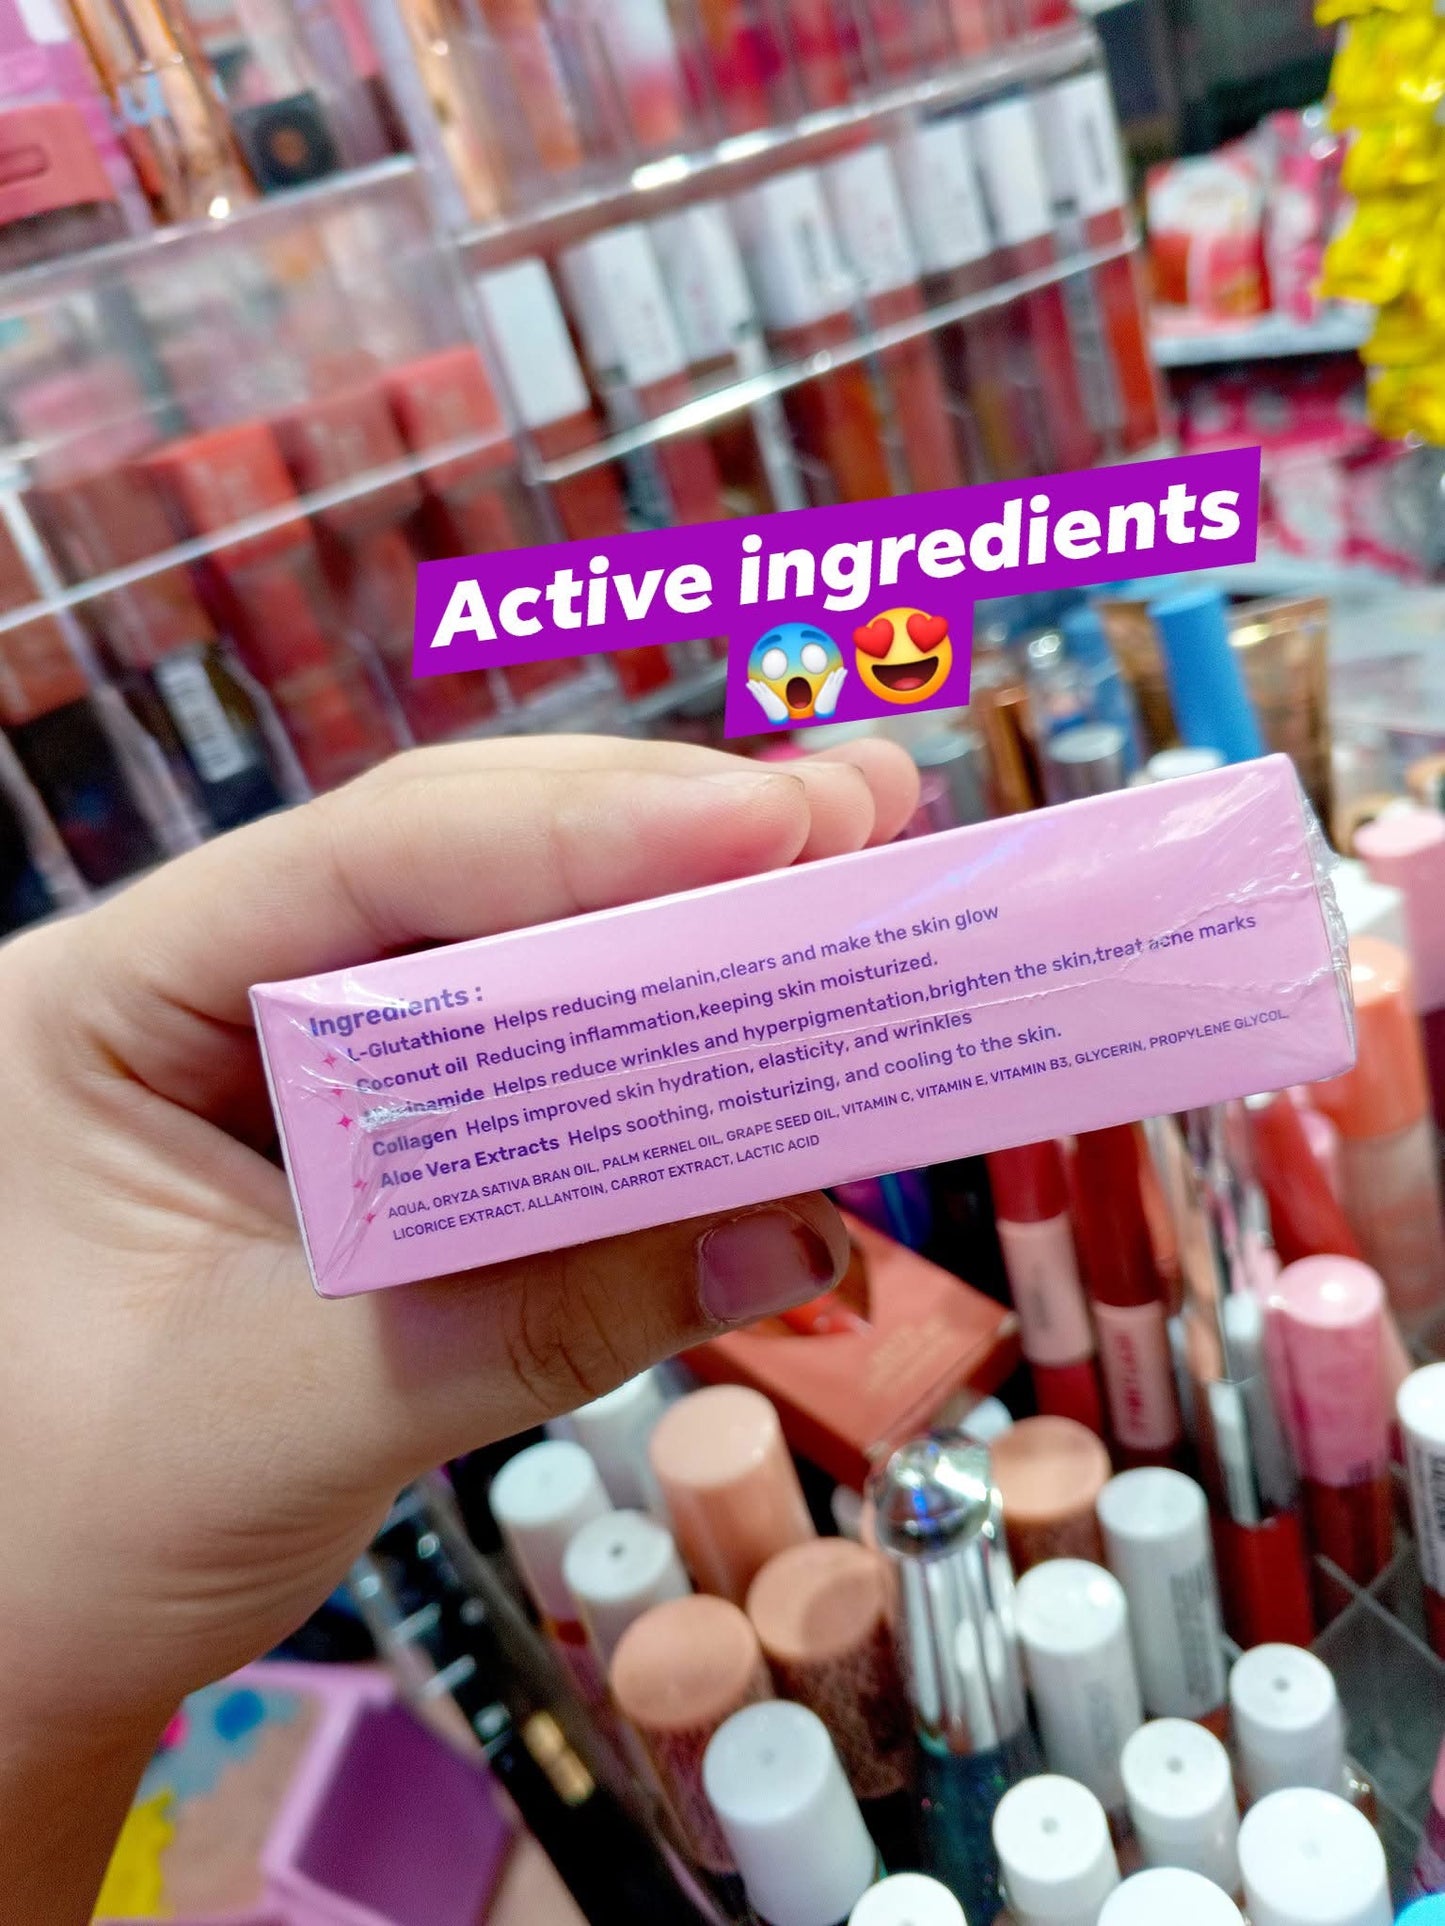 Active ingredients
😱😍
Ingredients :
L-Glutathione Helps reducing melanin,clears and make the skin glow
Coconut oil Reducing inflammation,keeping skin moisturized.
Niacinamide Helps reduce wrinkles and hyperpigmentation,brighten the skin,treat acne marks
Collagen Helps improved skin hydration, elasticity, and wrinkles
Aloe Vera Extracts Helps soothing, moisturizing, and cooling to the skin.
AQUA, ORYZA SATIVA BRAN OIL, PALM KERNEL OIL, GRAPE SEED OIL, VITAMIN C, VITAMIN E, VITAMIN B3, GLYCERIN, PROPYLENE GLYCOL,
LICORICE EXTRACT, ALLANTOIN, CARROT EXTRACT, LACTIC ACID